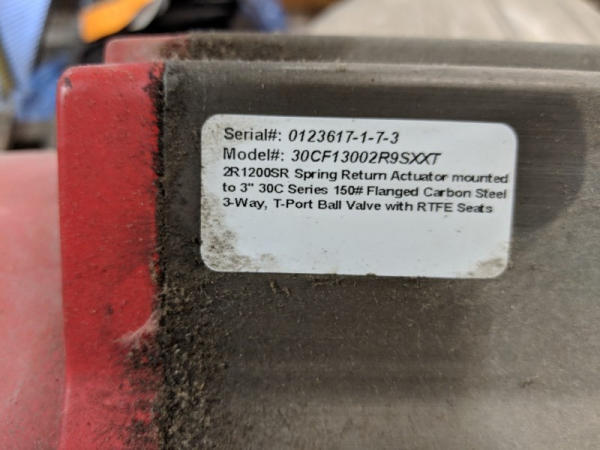 Serial#: 0123617-1-7-3
Model#: 30CF13002R9SXXT
2R1200SR Spring Return Actuator mounted
to 3" 30C Series 150# Flanged Carbon Steel
3-Way, T-Port Ball Valve with RTFE Seats